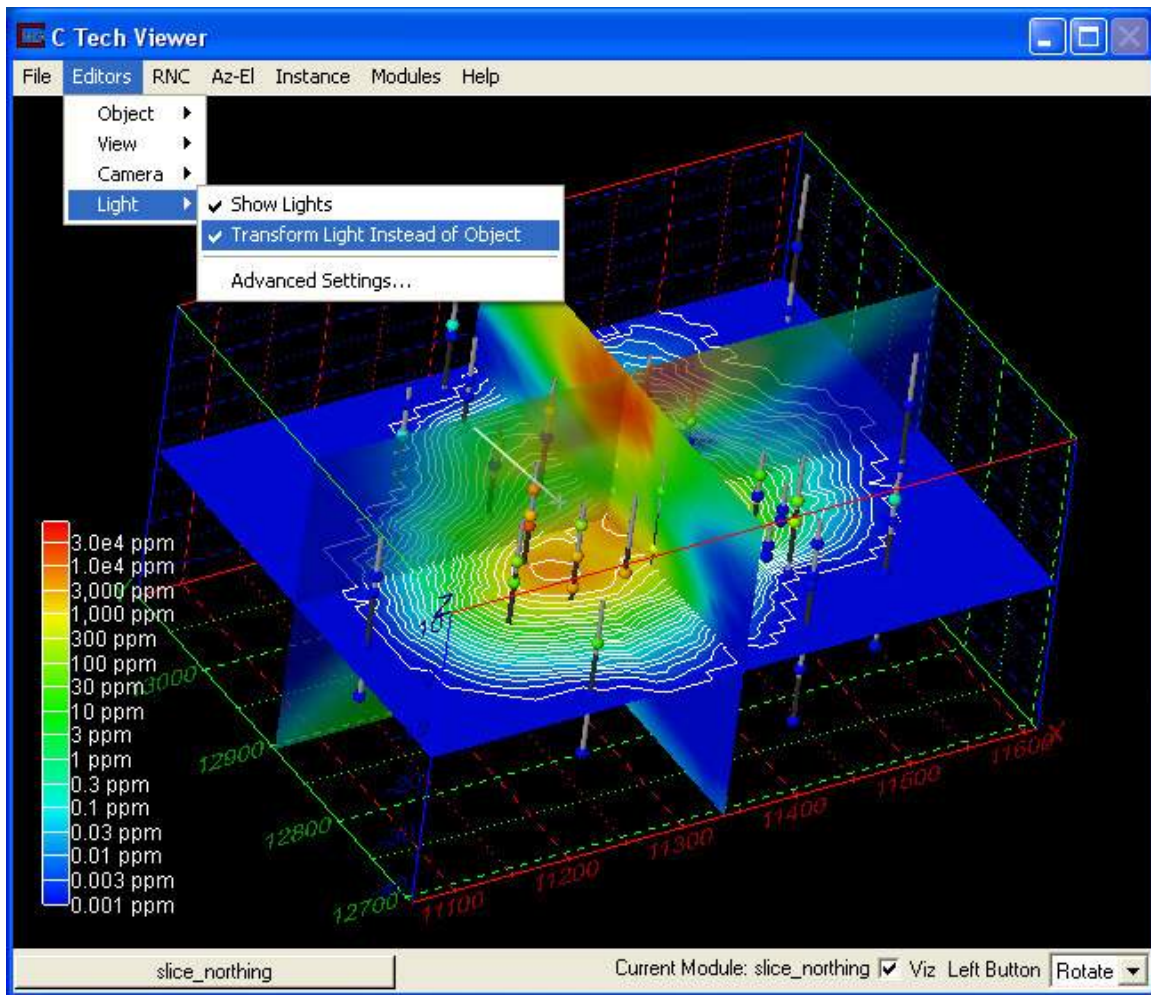 C Tech Viewer
File Editors RNC Az-El Instance Modules Help
Object
View
Camera
Light
Show Lights
Transform Light Instead of Object
Advanced Settings...
3.0e4 ppm
1.0e4 ppm
3,000 ppm
1,000 ppm
300 ppm
100 ppm
30 ppm
10 ppm
3 ppm
1 ppm
0.3 ppm
0.1 ppm
0.03 ppm
0.01 ppm
0.003 ppm
0.001 ppm
Z
3000
12900
12800
12700
11100
11200
11300
11400
11500
11600
X
slice_northing
Current Module: slice_northing Viz Left Button Rotate